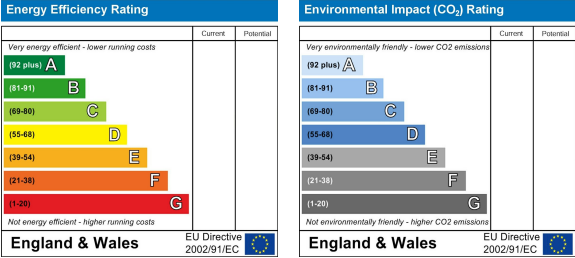 Energy Efficiency Rating
Current Potential
Very energy efficient - lower running costs
(92 plus) A
(81-91) B
(69-80) C
(55-68) D
(39-54) E
(21-38) F
(1-20) G
Not energy efficient - higher running costs
England & Wales
EU Directive
2002/91/EC
Environmental Impact (CO₂) Rating
Current Potential
Very environmentally friendly - lower CO2 emissions
(92 plus) A
(81-91) B
(69-80) C
(55-68) D
(39-54) E
(21-38) F
(1-20) G
Not environmentally friendly - higher CO2 emissions
England & Wales
EU Directive
2002/91/EC